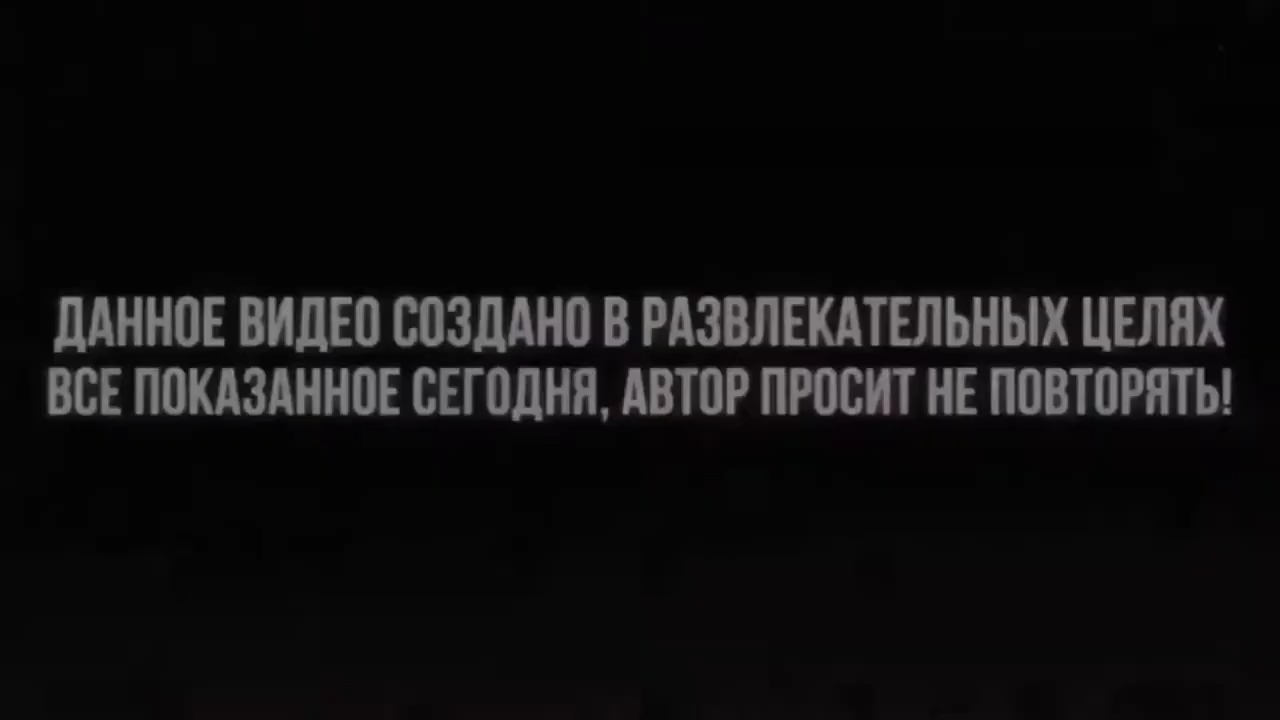 ДАННОЕ ВИДЕО СОЗДАНО В РАЗВЛЕКАТЕЛЬНЫХ ЦЕЛЯХ
ВСЕ ПОКАЗАННОЕ СЕГОДНЯ, АВТОР ПРОСИТ НЕ ПОВТОРЯТЬ!